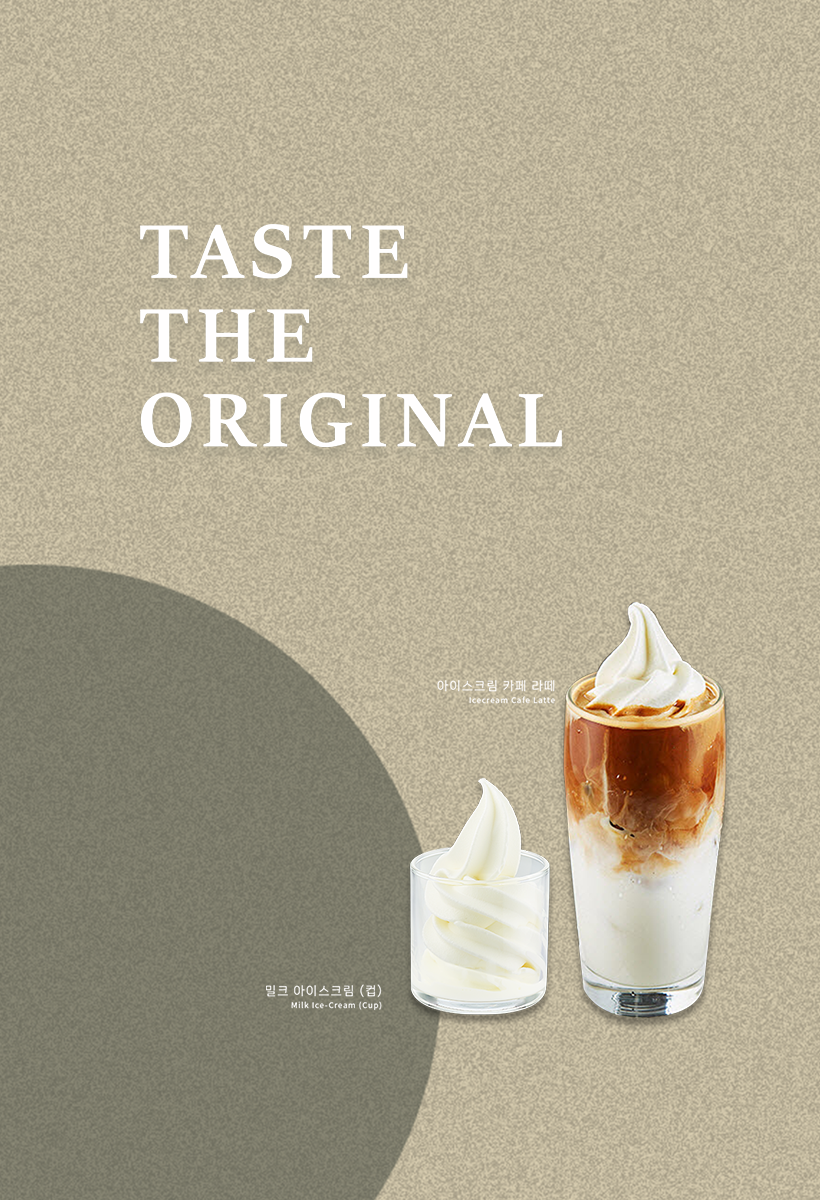 TASTE
THE
ORIGINAL
아이스크림 카페 라떼
Icecream Cafe Latte
밀크 아이스크림 (컵)
Milk Ice-Cream (Cup)